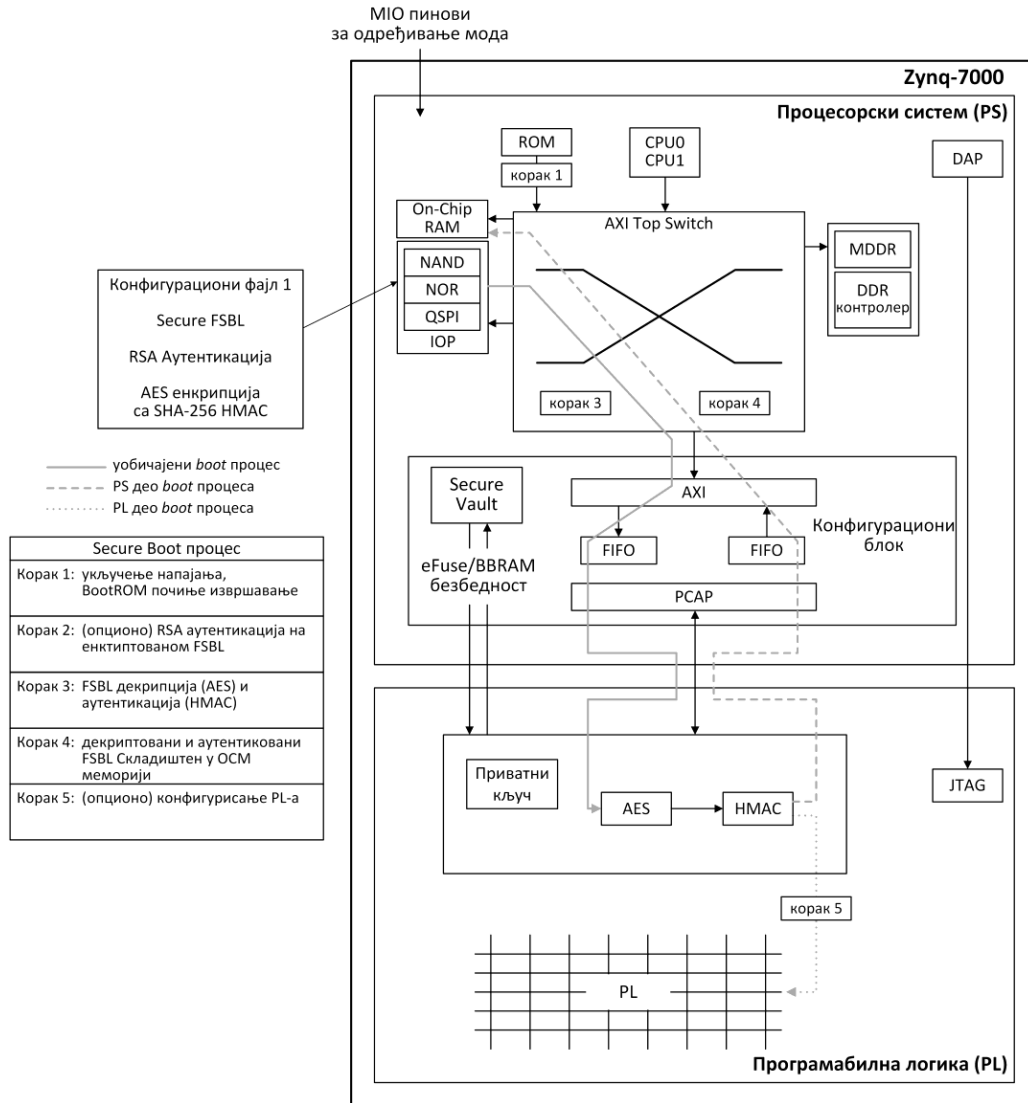 MIO пинови
за одређивање мода
Zynq-7000
Процесорски систем (PS)
ROM
корак 1
CPU0
CPU1
DAP
On-Chip
RAM
AXI Top Switch
NAND
NOR
QSPI
IOP
MDDR
DDR
контролер
корак 3
корак 4
Конфигурациони фајл 1
Secure FSBL
RSA Аутентикација
AES енкрипција
са SHA-256 HMAC
уобичајени boot процес
PS део boot процеса
PL део boot процеса
Secure Vault
AXI
FIFO
FIFO
Конфигурациони
блок
eFuse/BBRAM
безбедност
PCAP
Secure Boot процес
Корак 1: укључење напајања,
BootROM почиње извршавање
Корак 2: (опционо) RSA аутентикација на
енктиптованом FSBL
Корак 3: FSBL декрипција (AES) и
аутентикација (HMAC)
Корак 4: декриптовани и аутентиковани
FSBL Складиштен у ОСМ
меморији
Корак 5: (опционо) конфигурисање PL-а
Приватни
кључ
AES
HMAC
JTAG
корак 5
PL
Програмабилна логика (PL)